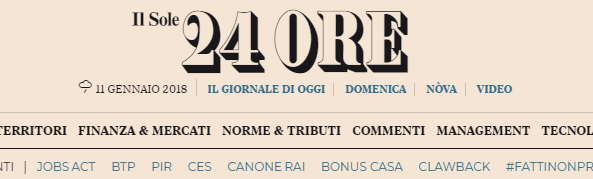 Il Sole
24 ORE
11 GENNAIO 2018 | IL GIORNALE DI OGGI | DOMENICA | NÒVA | VIDEO
TERRITORI FINANZA & MERCATI NORME & TRIBUTI COMMENTI MANAGEMENT TECNOL
NTI | JOBS ACT BTP PIR CES CANONE RAI BONUS CASA CLAWBACK #FATTINONPR